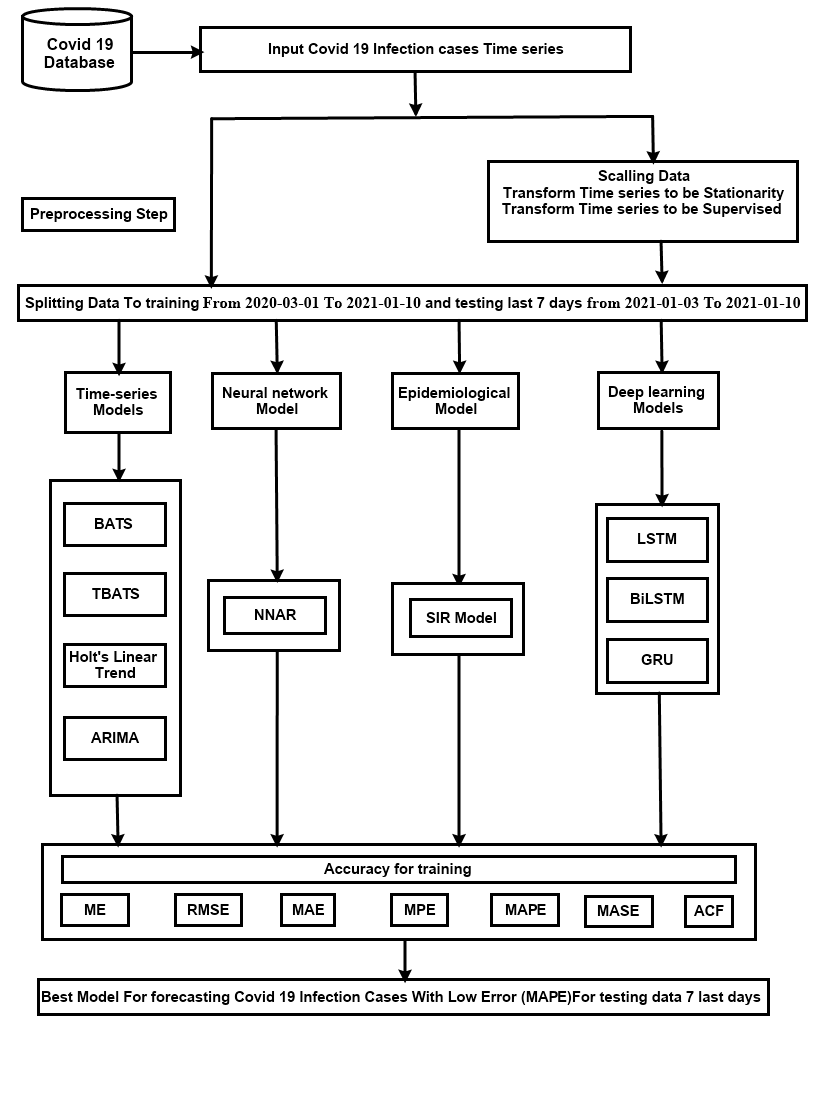 Covid 19
Database
Input Covid 19 Infection cases Time series
Scalling Data
Transform Time series to be Stationarity
Transform Time series to be Supervised
Preprocessing Step
Splitting Data To training From 2020-03-01 To 2021-01-10 and testing last 7 days from 2021-01-03 To 2021-01-10
Time-series
Models
Neural network
Model
Epidemiological
Model
Deep learning
Models
BATS
TBATS
Holt's Linear
Trend
ARIMA
NNAR
SIR Model
LSTM
BiLSTM
GRU
Accuracy for training
ME
RMSE
MAE
MPE
MAPE
MASE
ACF
Best Model For forecasting Covid 19 Infection Cases With Low Error (MAPE)For testing data 7 last days